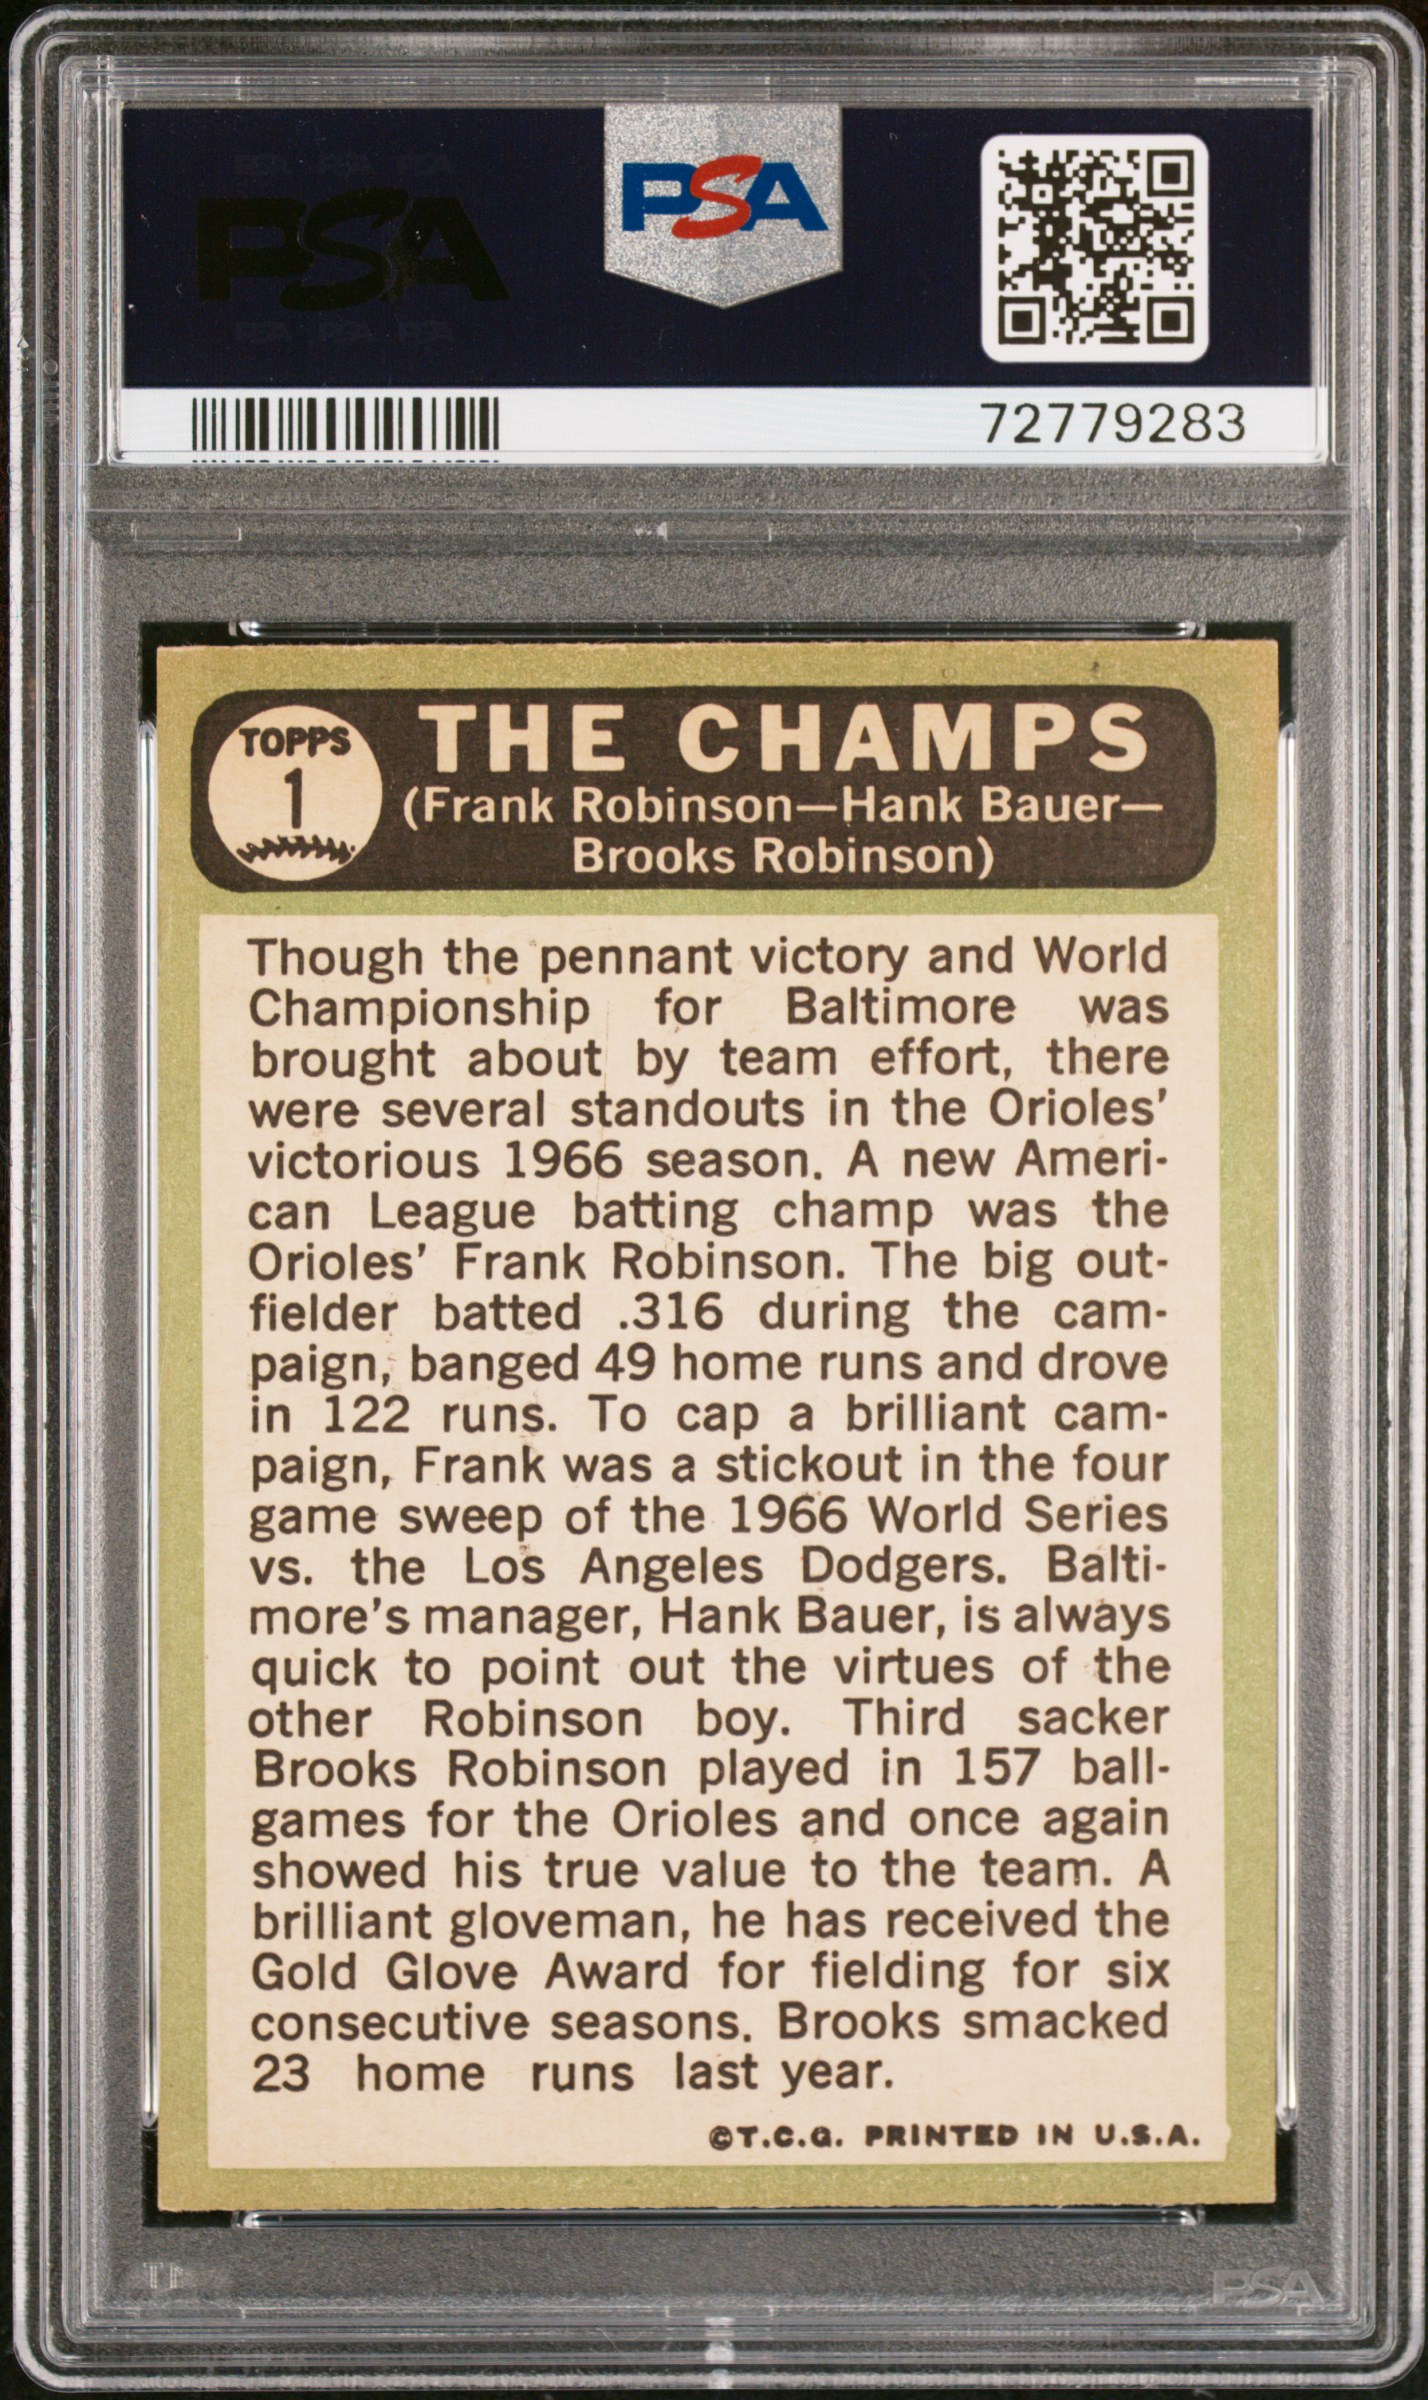 PSA PSA PSA
PSA
PSA
PSA PSA PSA
72779283
TOPPS
1
THE CHAMPS
(Frank Robinson—Hank Bauer—
Brooks Robinson)
Though the pennant victory and World
Championship for Baltimore was
brought about by team effort, there
were several standouts in the Orioles'
victorious 1966 season. A new Ameri-
can League batting champ was the
Orioles' Frank Robinson. The big out-
fielder batted .316 during the cam-
paign, banged 49 home runs and drove
in 122 runs. To cap a brilliant cam-
paign, Frank was a stickout in the four
game sweep of the 1966 World Series
vs. the Los Angeles Dodgers. Balti-
more's manager, Hank Bauer, is always
quick to point out the virtues of the
other Robinson boy. Third sacker
Brooks Robinson played in 157 ball-
games for the Orioles and once again
showed his true value to the team. A
brilliant gloveman, he has received the
Gold Glove Award for fielding for six
consecutive seasons. Brooks smacked
23 home runs last year.
©T.C.G. PRINTED IN U.S.A.
PSA